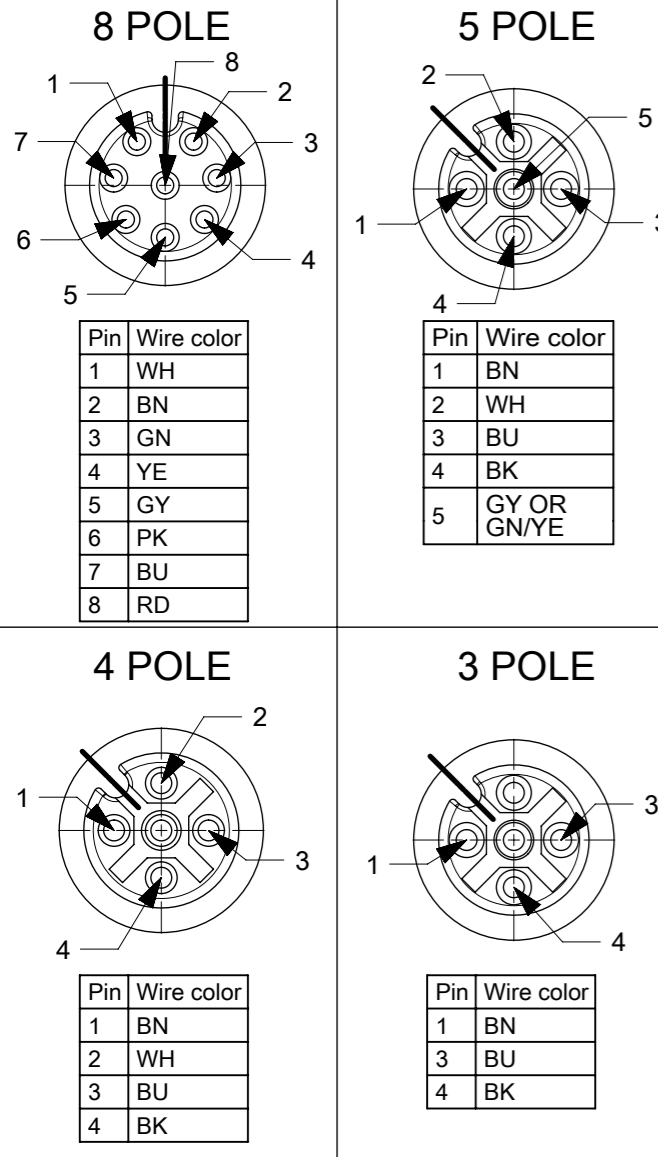 8 POLE
8
1
2
7
3
6
4
5
Pin Wire color
1 WH
2 BN
3 GN
4 YE
5 GY
6 PK
7 BU
8 RD
5 POLE
2
5
1
3
4
Pin Wire color
1 BN
2 WH
3 BU
4 BK
5 GY OR
GN/YE
4 POLE
2
1
3
4
Pin Wire color
1 BN
2 WH
3 BU
4 BK
3 POLE
3
1
4
Pin Wire color
1 BN
3 BU
4 BK